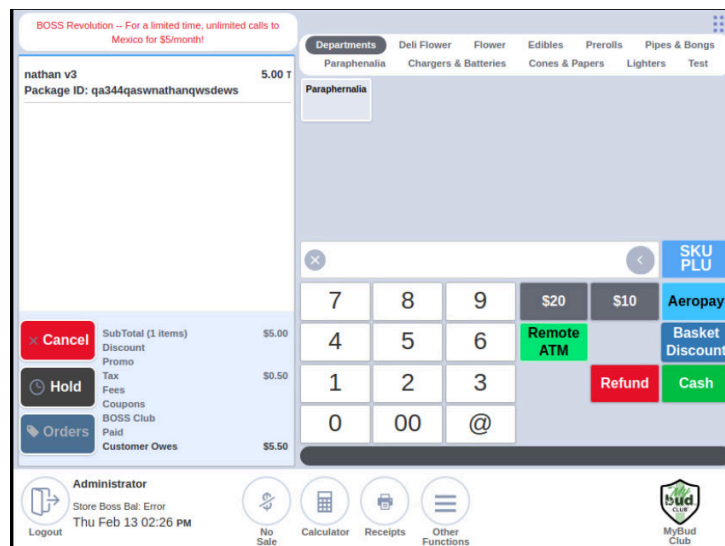 BOSS Revolution -- For a limited time, unlimited calls to
Mexico for $5/month!
nathan v3 5.00 T
Package ID: qa344qaswnathanqwsdews
Departments Deli Flower Flower Edibles Prerolls Pipes & Bongs
Paraphenalia Chargers & Batteries Cones & Papers Lighters Test
Paraphernalia
SKU
PLU
7 8 9 $20 $10 Aeropay
4 5 6 Remote
ATM Basket
Discount
1 2 3 Refund Cash
0 00 @
Cancel
Hold
Orders
SubTotal (1 items) $5.00
Discount
Promo
Tax $0.50
Fees
Coupons
BOSS Club
Paid
Customer Owes $5.50
Logout
Administrator
Store Boss Bal: Error
Thu Feb 13 02:26 PM
No
Sale
Calculator
Receipts
Other
Functions
My
bud
CLUB
MyBud
Club